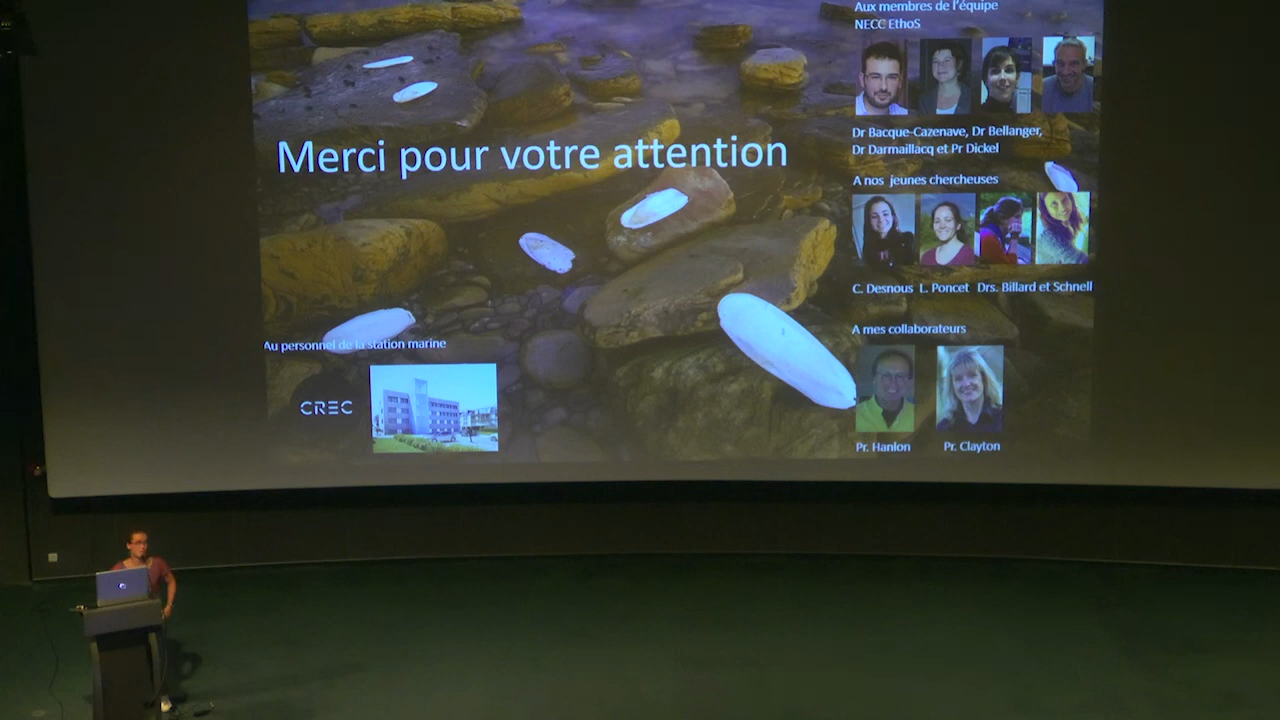 Aux membres de l'équipe
NECC EthoS
Merci pour votre attention
Dr Bacque-Cazenave, Dr Bellanger,
Dr Darmaillacq et Pr Dickel
A nos jeunes chercheuses
C. Desnous L. Poncet Drs. Billard et Schnell
A mes collaborateurs
Pr. Hanlon Pr. Clayton
Au personnel de la station marine
CREC